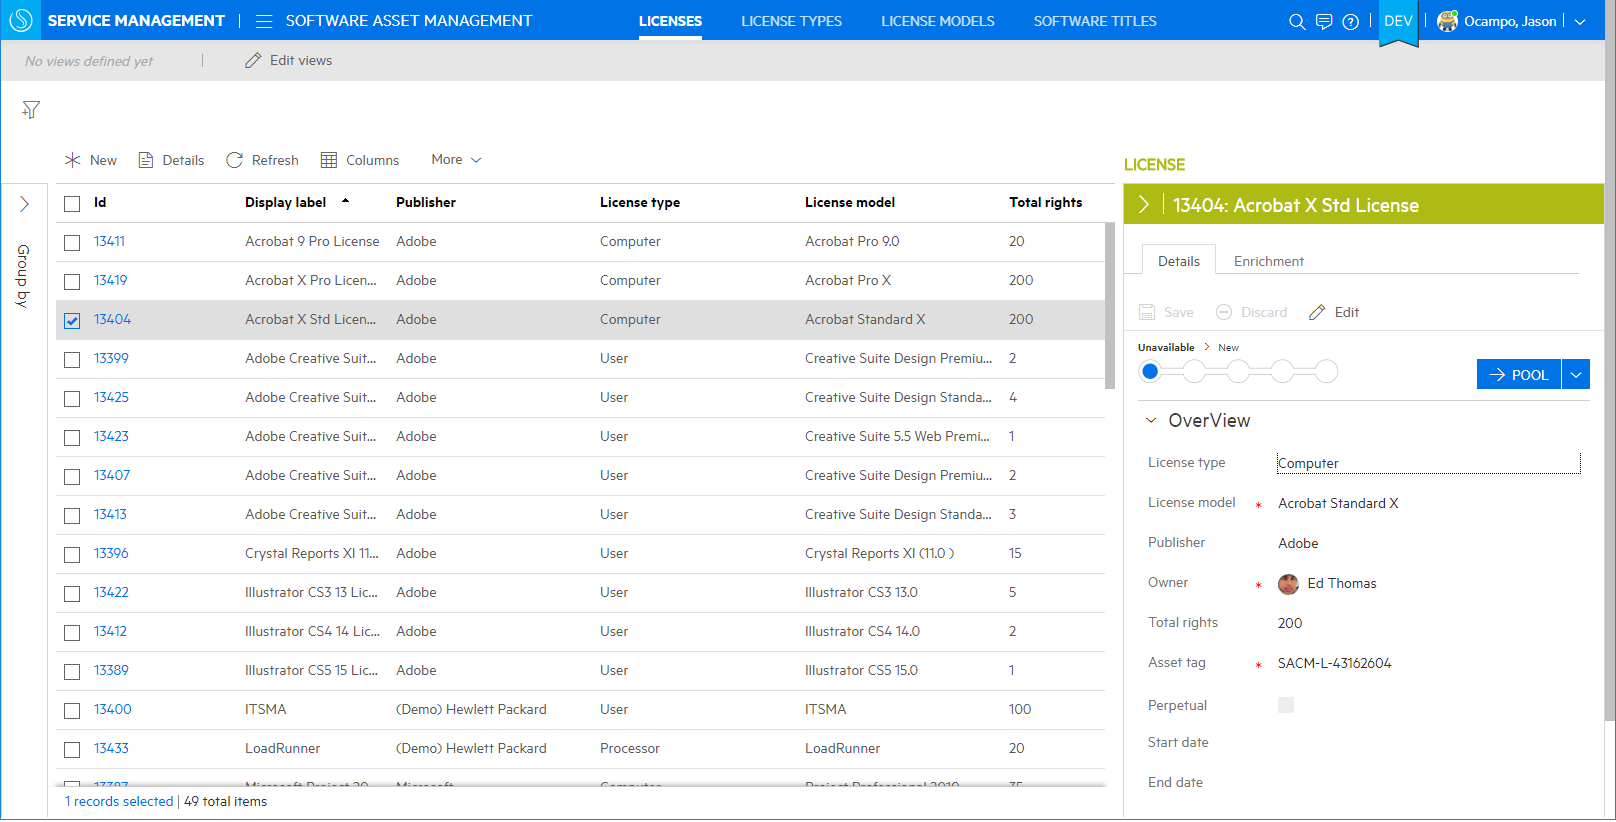 SERVICE MANAGEMENT | SOFTWARE ASSET MANAGEMENT LICENSES LICENSE TYPES LICENSE MODELS SOFTWARE TITLES DEV Ocampo, Jason
No views defined yet | Edit views
New Details Refresh Columns More
Group by
Id Display label Publisher License type License model Total rights
13411 Acrobat 9 Pro License Adobe Computer Acrobat Pro 9.0 20
13419 Acrobat X Pro Licen... Adobe Computer Acrobat Pro X 200
13404 Acrobat X Std Licen... Adobe Computer Acrobat Standard X 200
13399 Adobe Creative Suit... Adobe User Creative Suite Design Premiu... 2
13425 Adobe Creative Suit... Adobe User Creative Suite Design Standa... 4
13423 Adobe Creative Suit... Adobe User Creative Suite 5.5 Web Premi... 1
13407 Adobe Creative Suit... Adobe User Creative Suite Design Premiu... 2
13413 Adobe Creative Suit... Adobe User Creative Suite Design Standa... 3
13396 Crystal Reports XI 11... Adobe User Crystal Reports XI (11.0 ) 15
13422 Illustrator CS3 13 Lic... Adobe User Illustrator CS3 13.0 5
13412 Illustrator CS4 14 Lic... Adobe User Illustrator CS4 14.0 2
13389 Illustrator CS5 15 Lic... Adobe User Illustrator CS5 15.0 1
13400 ITSMA (Demo) Hewlett Packard User ITSMA 100
13433 LoadRunner (Demo) Hewlett Packard Processor LoadRunner 20
1 records selected | 49 total items
LICENSE
13404: Acrobat X Std License
Details Enrichment
Save Discard Edit
Unavailable > New
POOL
OverView
License type Computer
License model * Acrobat Standard X
Publisher Adobe
Owner * Ed Thomas
Total rights 200
Asset tag * SACM-L-43162604
Perpetual
Start date
End date